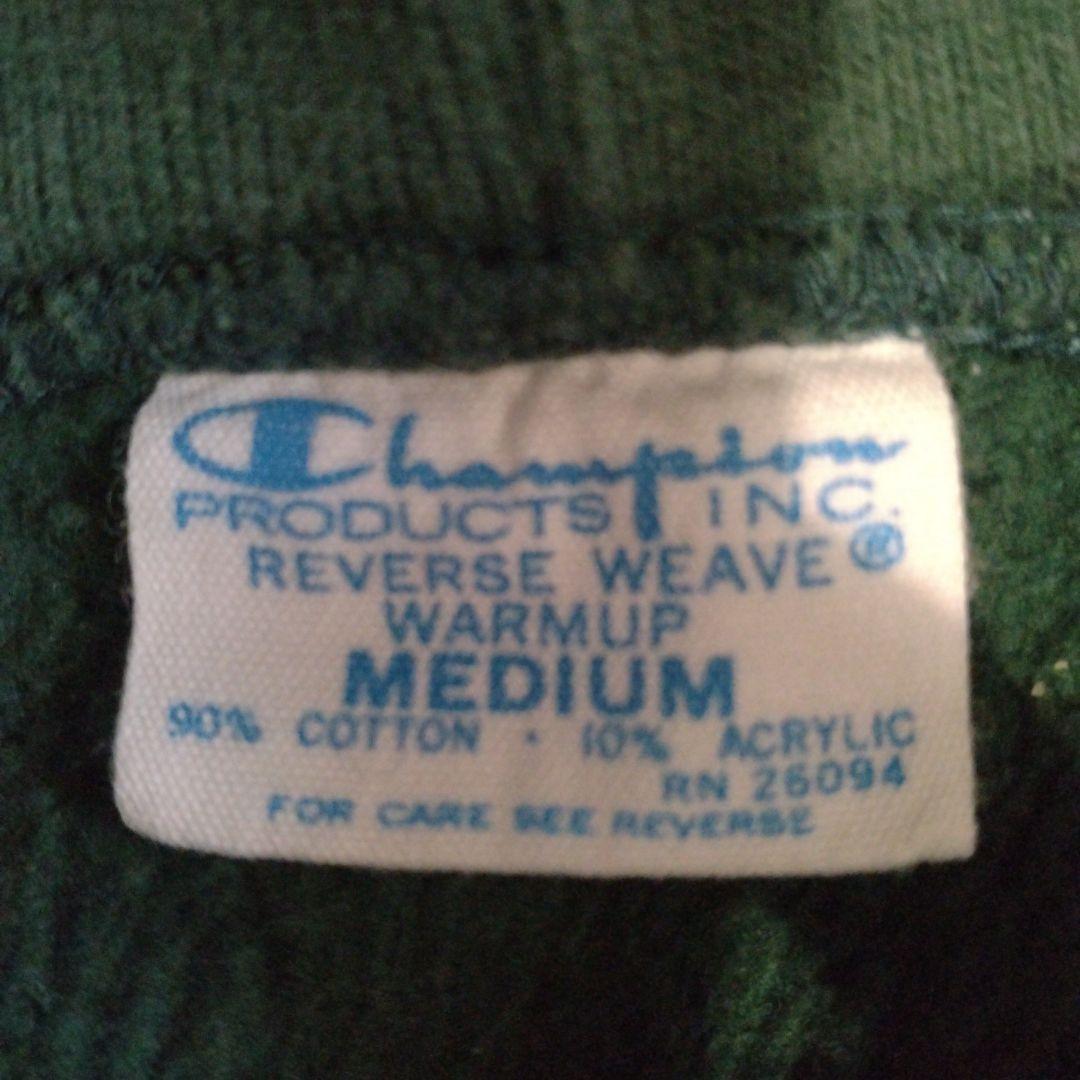 Champion
PRODUCTS INC.
REVERSE WEAVE ®
WARMUP
MEDIUM
90% COTTON · 10% ACRYLIC
RN 26094
FOR CARE SEE REVERSE